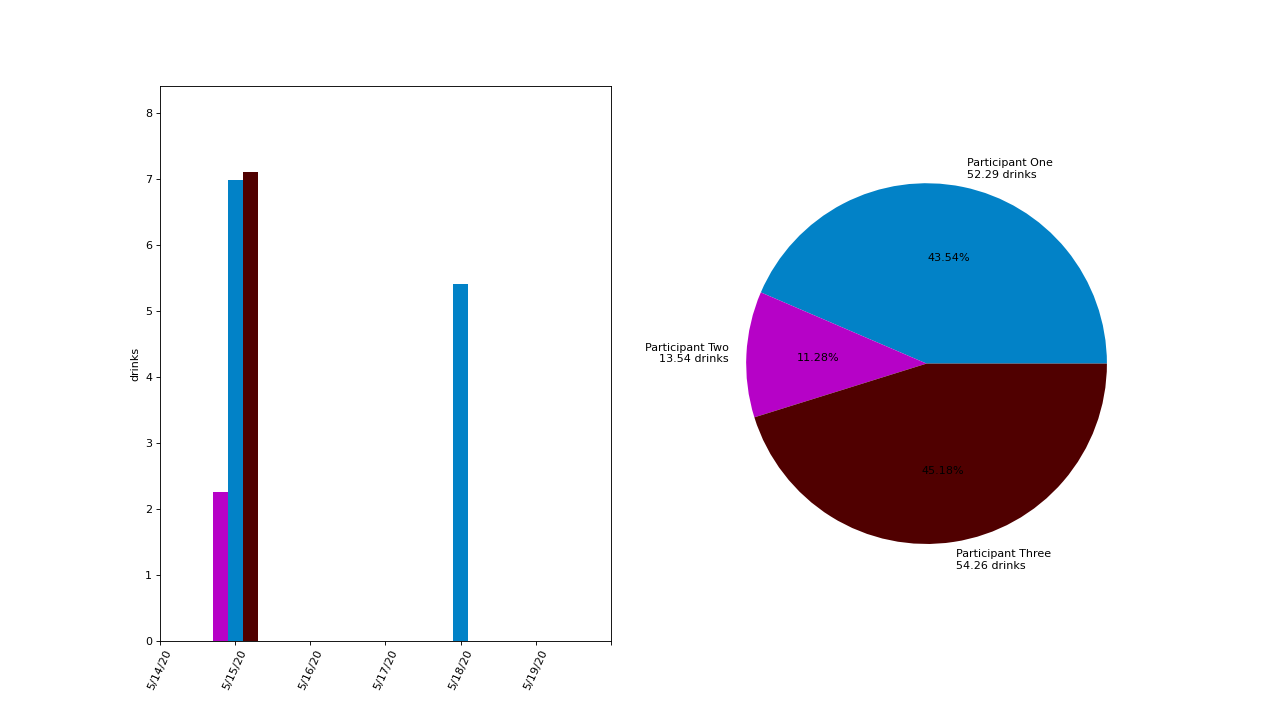 8
7
6
5
4
3
2
1
0
drinks
5/14/20
5/15/20
5/16/20
5/17/20
5/18/20
5/19/20
Participant One
52.29 drinks
43.54%
Participant Two
13.54 drinks
11.28%
45.18%
Participant Three
54.26 drinks